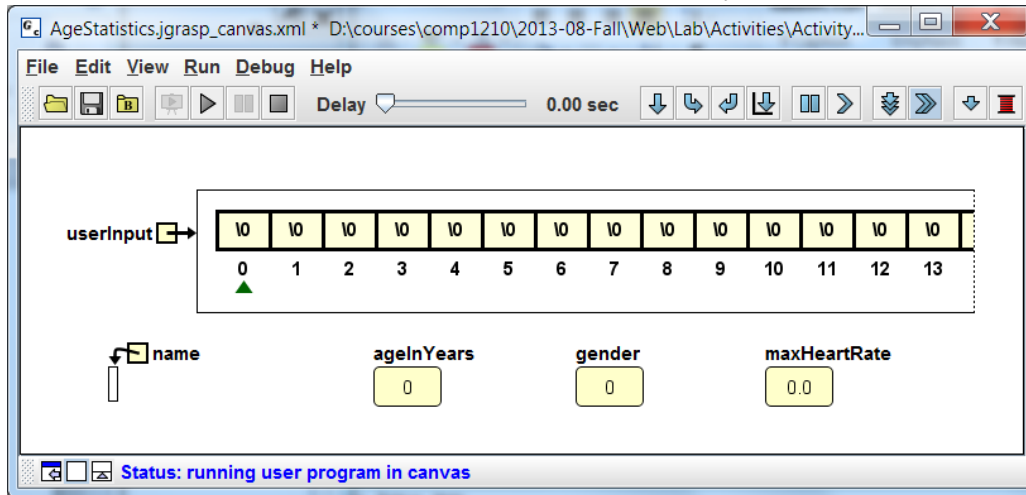 AgeStatistics.jgrasp_canvas.xml * D:\courses\comp1210\2013-08-Fall\Web\Lab\Activities\Activity...
File Edit View Run Debug Help
Delay 0.00 sec
userInput \0 \0 \0 \0 \0 \0 \0 \0 \0 \0 \0 \0 \0 \0
0 1 2 3 4 5 6 7 8 9 10 11 12 13
name ageInYears gender maxHeartRate
0 0 0.0
Status: running user program in canvas